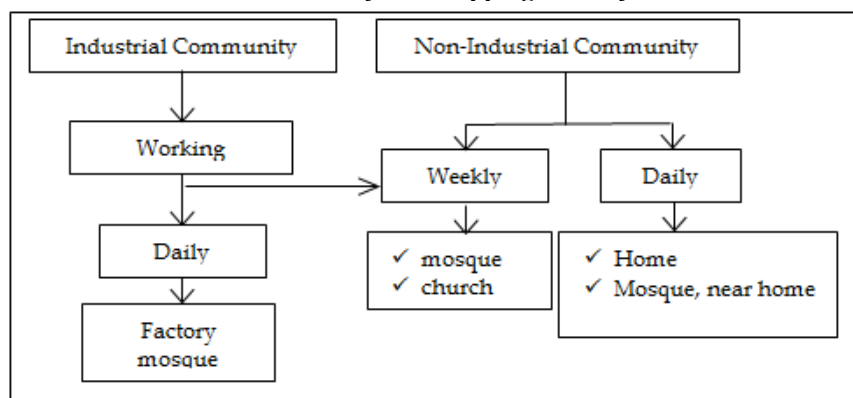 Industrial Community
Non-Industrial Community
Working
Weekly
Daily
Daily
✓ mosque
✓ church
✓ Home
✓ Mosque, near home
Factory
mosque